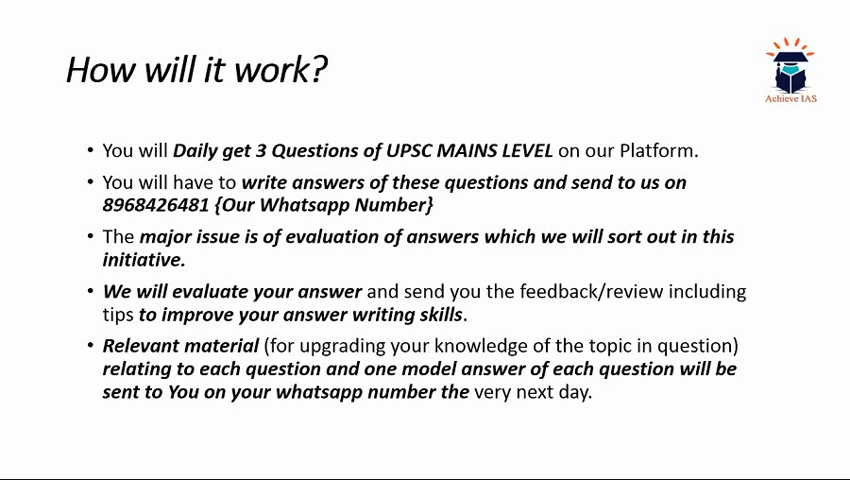 How will it work?
Achieve IAS
• You will Daily get 3 Questions of UPSC MAINS LEVEL on our Platform.
• You will have to write answers of these questions and send to us on
8968426481 {Our Whatsapp Number}
• The major issue is of evaluation of answers which we will sort out in this
initiative.
• We will evaluate your answer and send you the feedback/review including
tips to improve your answer writing skills.
• Relevant material (for upgrading your knowledge of the topic in question)
relating to each question and one model answer of each question will be
sent to You on your whatsapp number the very next day.